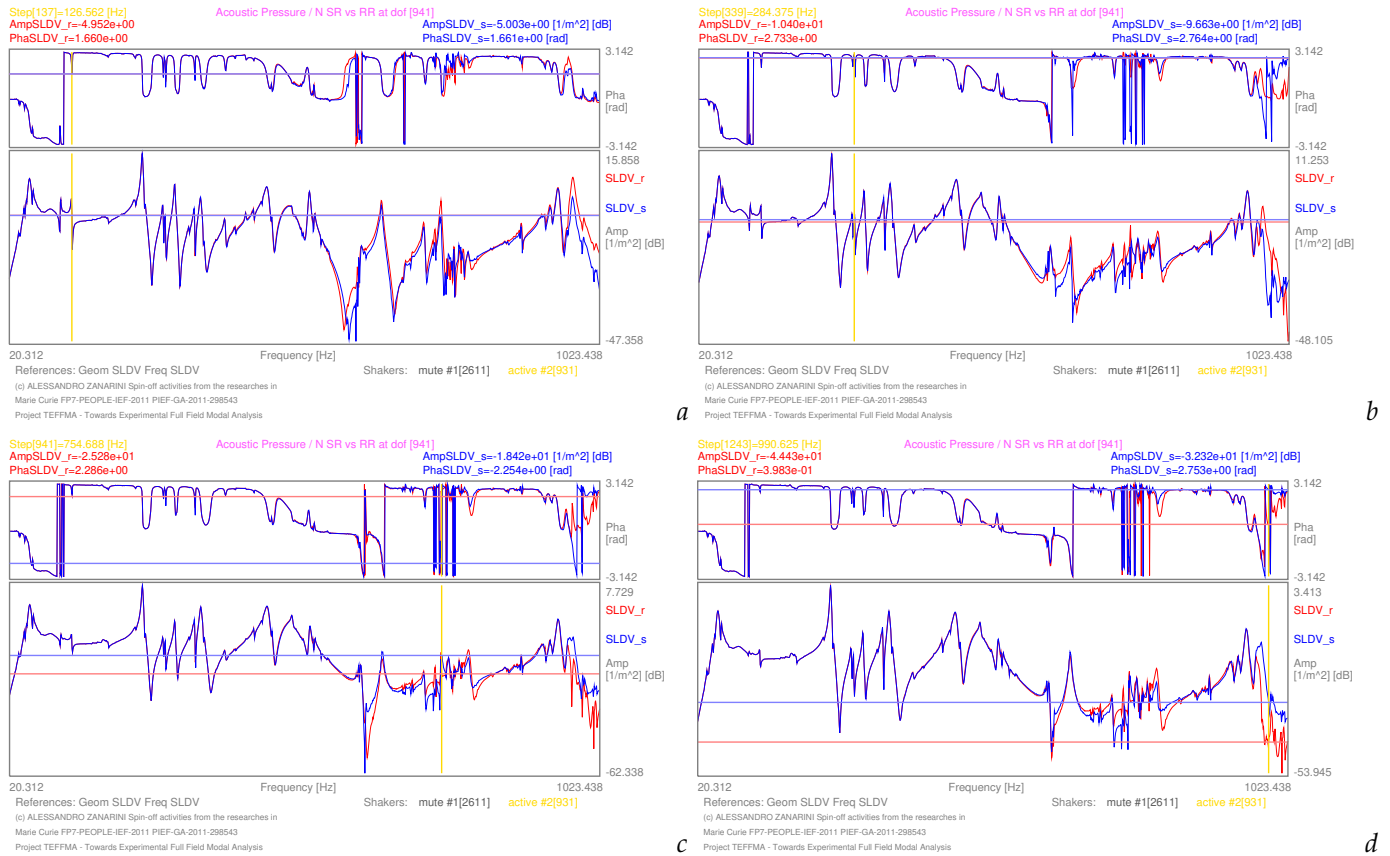 Step[137]=126.562 [Hz] Acoustic Pressure / N SR vs RR at dof [941]
AmpSLDV_r=-4.952e+00 AmpSLDV_s=-5.003e+00 [1/m^2] [dB]
PhaSLDV_r=1.660e+00 PhaSLDV_s=1.661e+00 [rad]
3.142
Pha
[rad]
-3.142
15.858
SLDV_r
SLDV_s
Amp
[1/m^2] [dB]
-47.358
20.312 Frequency [Hz] 1023.438
References: Geom SLDV Freq SLDV Shakers: mute #1[2611] active #2[931]
(c) ALESSANDRO ZANARINI Spin-off activities from the researches in
Marie Curie FP7-PEOPLE-IEF-2011 PIEF-GA-2011-298543
Project TEFFMA - Towards Experimental Full Field Modal Analysis
a
Step[339]=284.375 [Hz] Acoustic Pressure / N SR vs RR at dof [941]
AmpSLDV_r=-1.040e+01 AmpSLDV_s=-9.663e+00 [1/m^2] [dB]
PhaSLDV_r=2.733e+00 PhaSLDV_s=2.764e+00 [rad]
3.142
Pha
[rad]
-3.142
11.253
SLDV_r
SLDV_s
Amp
[1/m^2] [dB]
-48.105
20.312 Frequency [Hz] 1023.438
References: Geom SLDV Freq SLDV Shakers: mute #1[2611] active #2[931]
(c) ALESSANDRO ZANARINI Spin-off activities from the researches in
Marie Curie FP7-PEOPLE-IEF-2011 PIEF-GA-2011-298543
Project TEFFMA - Towards Experimental Full Field Modal Analysis
b
Step[941]=754.688 [Hz] Acoustic Pressure / N SR vs RR at dof [941]
AmpSLDV_r=-2.528e+01 AmpSLDV_s=-1.842e+01 [1/m^2] [dB]
PhaSLDV_r=2.286e+00 PhaSLDV_s=-2.254e+00 [rad]
3.142
Pha
[rad]
-3.142
7.729
SLDV_r
SLDV_s
Amp
[1/m^2] [dB]
-62.338
20.312 Frequency [Hz] 1023.438
References: Geom SLDV Freq SLDV Shakers: mute #1[2611] active #2[931]
(c) ALESSANDRO ZANARINI Spin-off activities from the researches in
Marie Curie FP7-PEOPLE-IEF-2011 PIEF-GA-2011-298543
Project TEFFMA - Towards Experimental Full Field Modal Analysis
c
Step[1243]=990.625 [Hz] Acoustic Pressure / N SR vs RR at dof [941]
AmpSLDV_r=-4.443e+01 AmpSLDV_s=-3.232e+01 [1/m^2] [dB]
PhaSLDV_r=3.983e-01 PhaSLDV_s=2.753e+00 [rad]
3.142
Pha
[rad]
-3.142
3.413
SLDV_r
SLDV_s
Amp
[1/m^2] [dB]
-53.945
20.312 Frequency [Hz] 1023.438
References: Geom SLDV Freq SLDV Shakers: mute #1[2611] active #2[931]
(c) ALESSANDRO ZANARINI Spin-off activities from the researches in
Marie Curie FP7-PEOPLE-IEF-2011 PIEF-GA-2011-298543
Project TEFFMA - Towards Experimental Full Field Modal Analysis
d